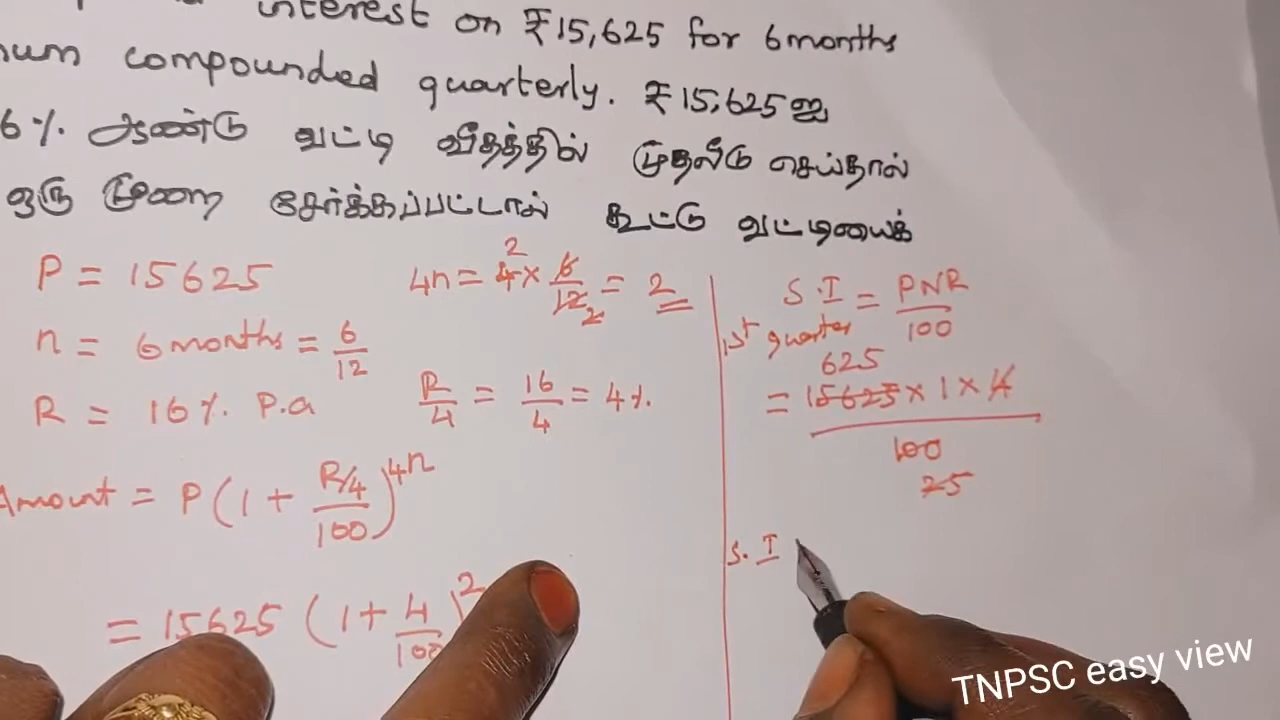 interest on ₹15,625 for 6 months
num compounded quarterly. ₹15,625 ஐ
6% ஆண்டு வட்டி வீதத்தில் முதலீடு செய்தால்
ஒரு முறை சேர்க்கப்பட்டால் கூட்டு வட்டியைக்
P = 15625
n = 6 months = 6/12
R = 16% P.a
4n = 4 × 6/12 = 2
2
2
R/4 = 16/4 = 4%
Amount = P(1 + R/4/100)^4n
= 15625 (1 + 4/100)^2
S.I = PNR/100
1st quarter
625
= 15625 × 1 × 4
100
25
S. I
TNPSC easy view